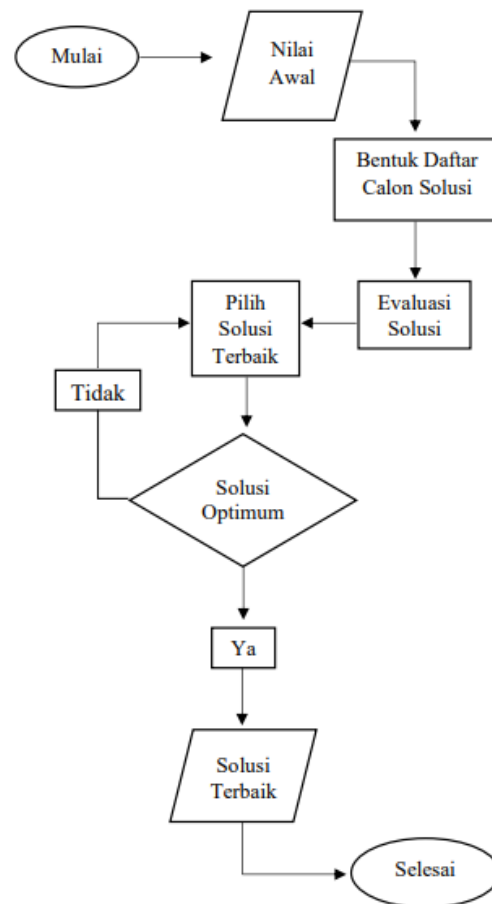 Mulai
Nilai
Awal
Bentuk Daftar
Calon Solusi
Evaluasi
Solusi
Pilih
Solusi
Terbaik
Tidak
Solusi
Optimum
Ya
Solusi
Terbaik
Selesai